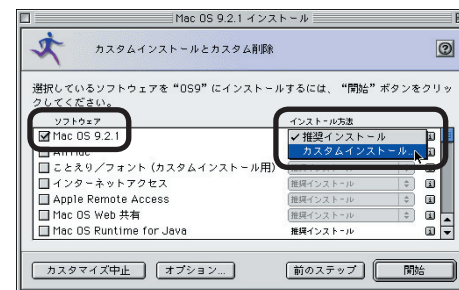 Mac OS 9.2.1 インストール
カスタムインストールとカスタム削除
選択しているソフトウェアを “OS9” にインストールするには、 “開始” ボタンをクリックしてください。
ソフトウェア
インストール方法
Mac OS 9.2.1
推奨インストール
カスタムインストール...
ことえり／フォント (カスタムインストール用)
推奨インストール
インターネットアクセス
推奨インストール
Apple Remote Access
推奨インストール
Mac OS Web 共有
推奨インストール
Mac OS Runtime for Java
推奨インストール
カスタマイズ中止
オプション...
前のステップ
開始